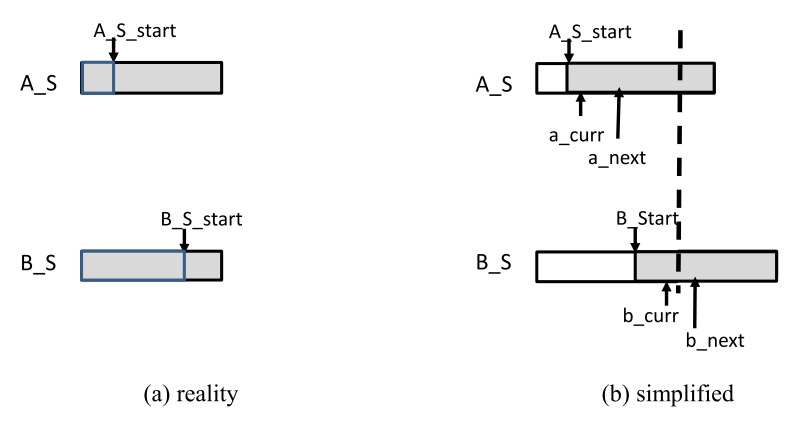 A_S_start
A_S
B_S_start
B_S
(a) reality
A_S_start
A_S
a_curr
a_next
B_Start
B_S
b_curr
b_next
(b) simplified